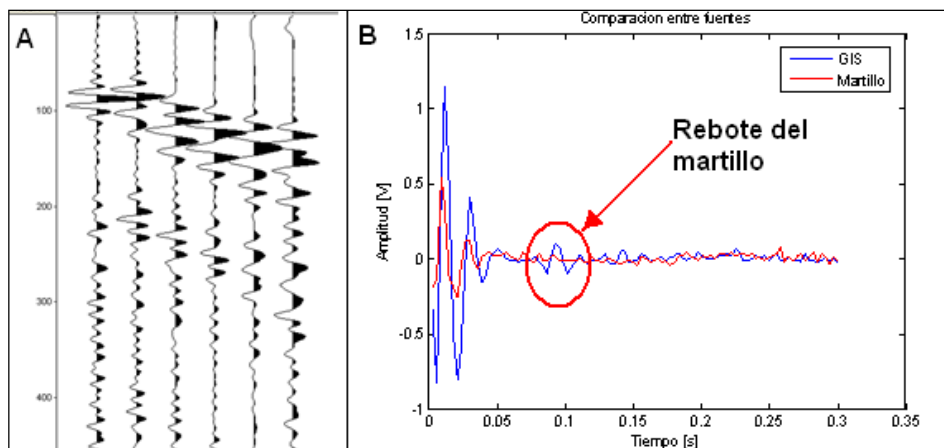 A
100
200
300
400
B
Comparacion entre fuentes
GIS
Martillo
Rebote del
martillo
Amplitud [V]
1.5
1
0.5
0
-0.5
-1
0
0.05
0.1
0.15
0.2
0.25
0.3
0.35
Tiempo [s]